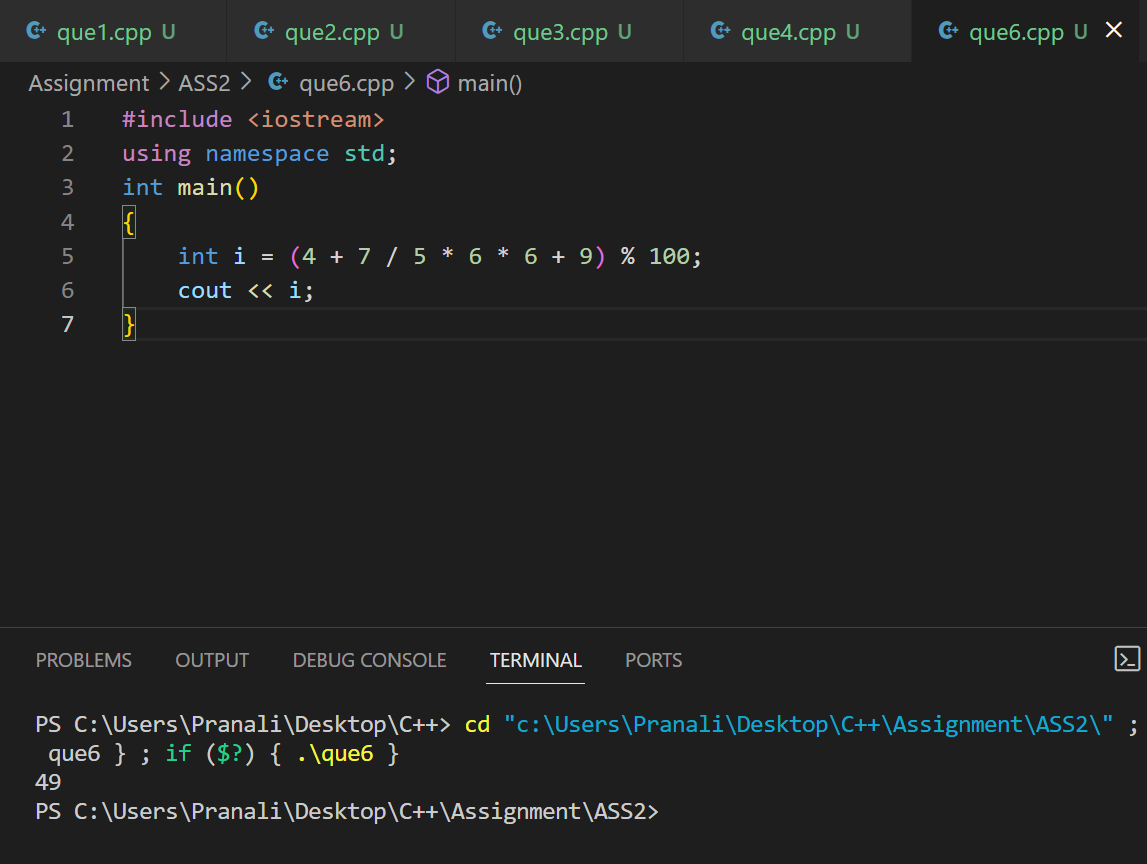 que1.cpp U que2.cpp U que3.cpp U que4.cpp U que6.cpp U
Assignment > ASS2 > que6.cpp > main()
1 #include <iostream>
2 using namespace std;
3 int main()
4 {
5 int i = (4 + 7 / 5 * 6 * 6 + 9) % 100;
6 cout << i;
7 }
PROBLEMS OUTPUT DEBUG CONSOLE TERMINAL PORTS
PS C:\Users\Pranali\Desktop\C++> cd "c:\Users\Pranali\Desktop\C++\Assignment\ASS2\" ;
que6 } ; if ($?) { .\que6 }
49
PS C:\Users\Pranali\Desktop\C++\Assignment\ASS2>